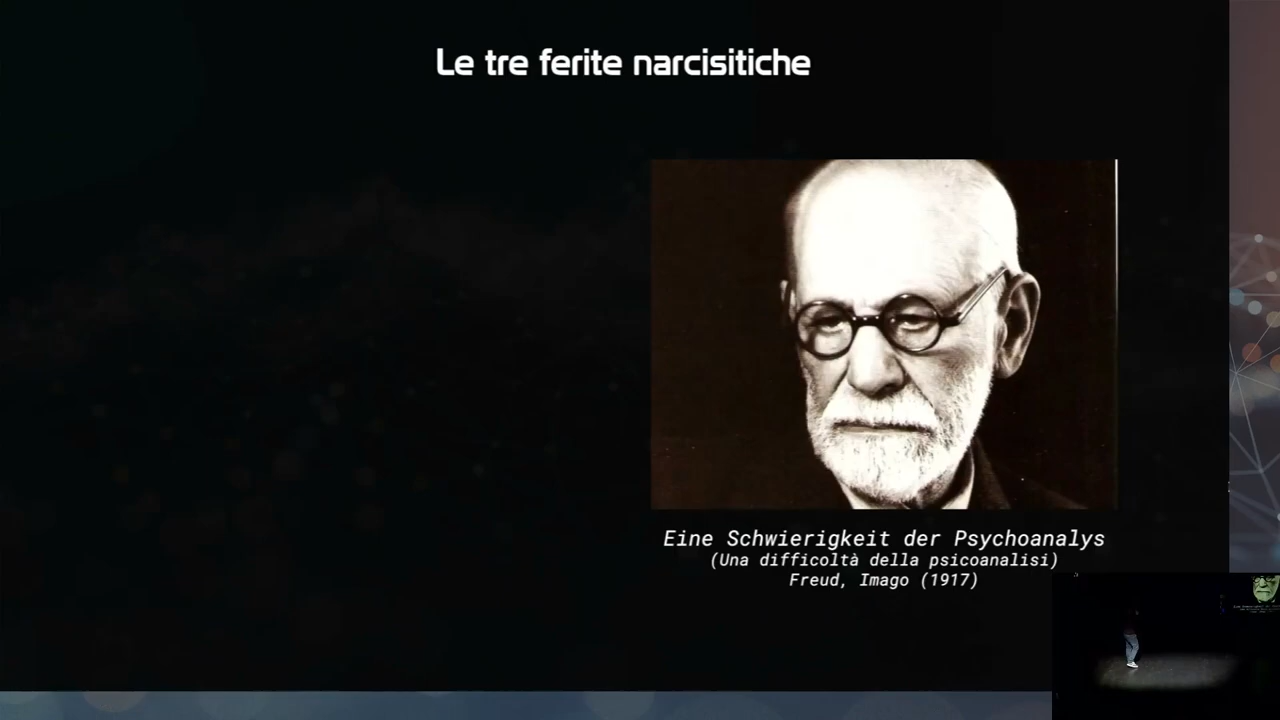 Le tre ferite narcisitiche
Eine Schwierigkeit der Psychoanalys
(Una difficoltà della psicoanalisi)
Freud, Imago (1917)